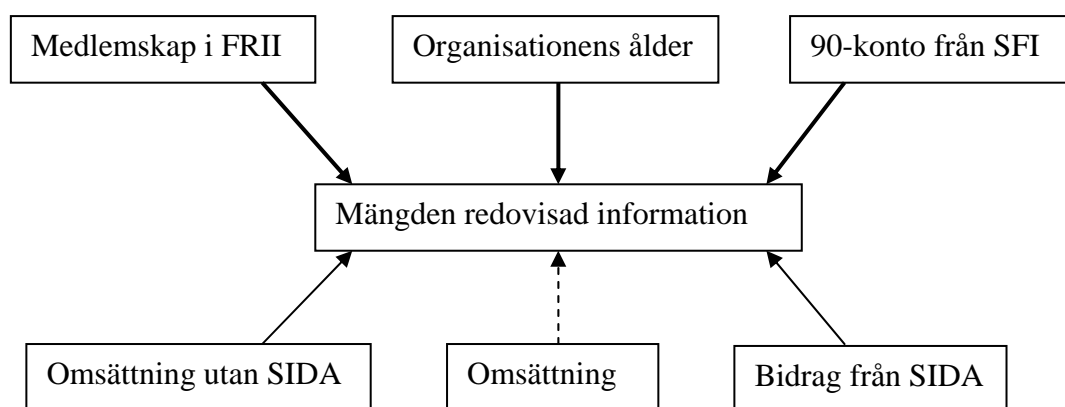 Medlemskap i FRII
Organisationens ålder
90-konto från SFI
Mängden redovisad information
Omsättning utan SIDA
Omsättning
Bidrag från SIDA